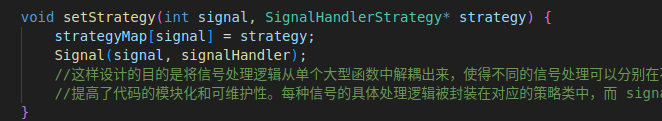 void setStrategy(int signal, SignalHandlerStrategy* strategy) {
strategyMap[signal] = strategy;
Signal(signal, signalHandler);
//这样设计的目的是将信号处理逻辑从单个大型函数中解耦出来，使得不同的信号处理可以分别在
//提高了代码的模块化和可维护性。每种信号的具体处理逻辑被封装在对应的策略类中，而 signa
}